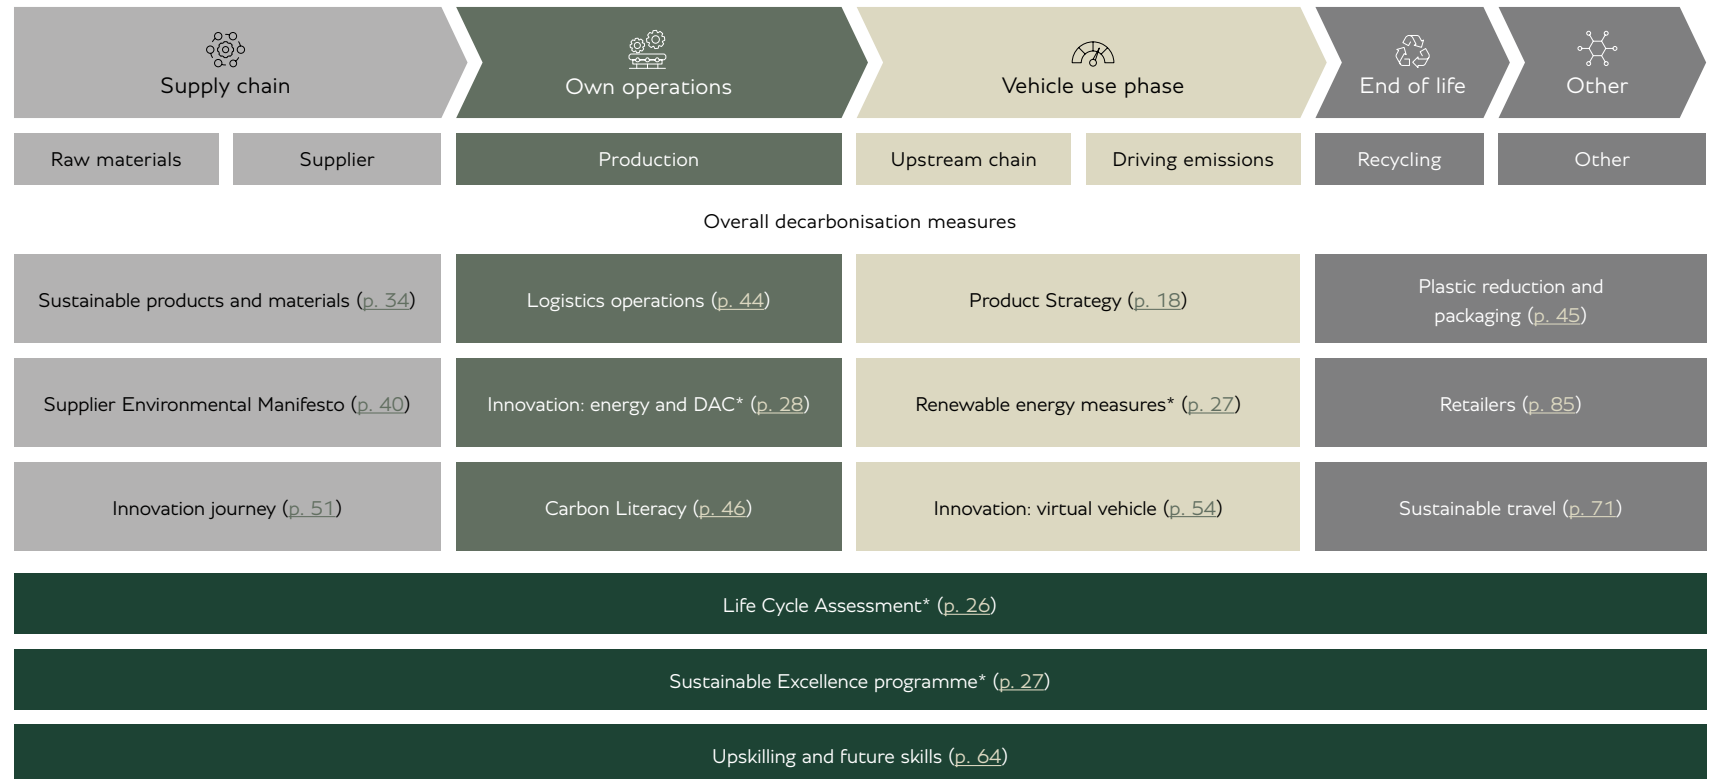 Supply chain
Own operations
Vehicle use phase
End of life
Other
Raw materials
Supplier
Production
Upstream chain
Driving emissions
Recycling
Other
Overall decarbonisation measures
Sustainable products and materials (p. 34)
Logistics operations (p. 44)
Product Strategy (p. 18)
Plastic reduction and
packaging (p. 45)
Supplier Environmental Manifesto (p. 40)
Innovation: energy and DAC* (p. 28)
Renewable energy measures* (p. 27)
Retailers (p. 85)
Innovation journey (p. 51)
Carbon Literacy (p. 46)
Innovation: virtual vehicle (p. 54)
Sustainable travel (p. 71)
Life Cycle Assessment* (p. 26)
Sustainable Excellence programme* (p. 27)
Upskilling and future skills (p. 64)